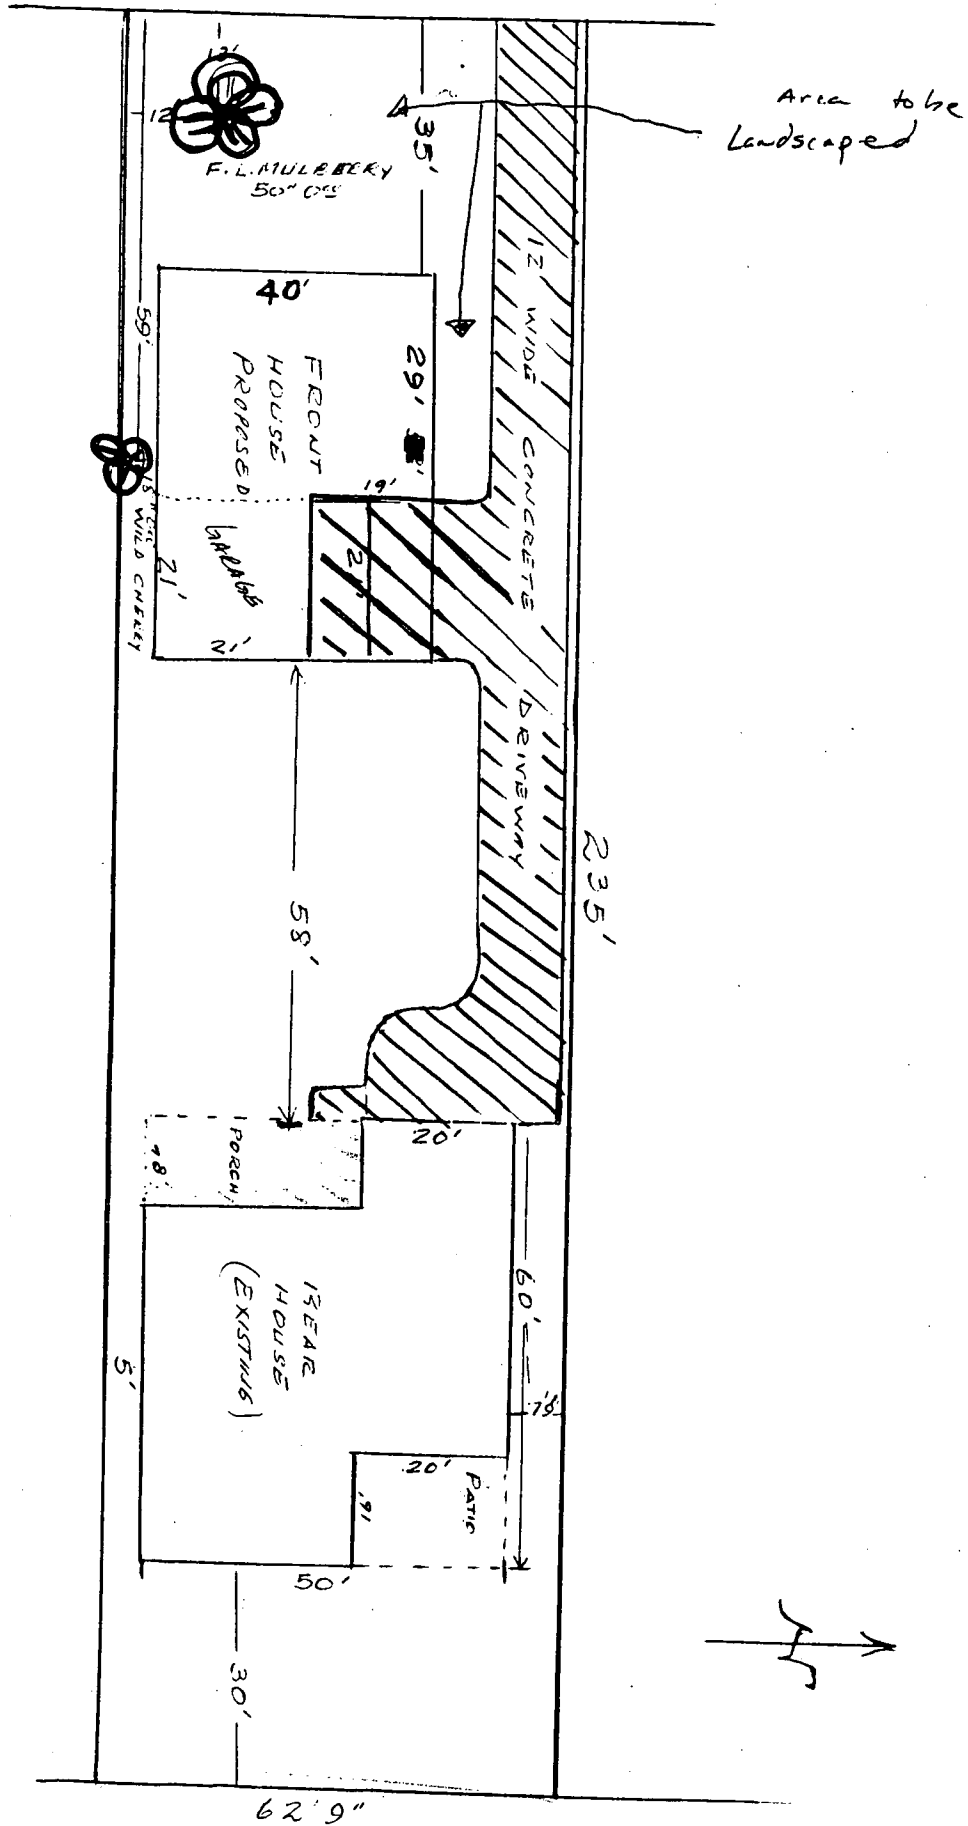 12'
12'
F.L. MULBERRY
50"
35'
Area to be
Landscaped
40'
29'
FRONT
HOUSE
PROPOSED
59'
12 WIDE CONCRETE DRIVEWAY
19'
21'
GARAGE
21'
21'
WILD CHERRY
58'
235'
20'
PORCH
REAR
HOUSE
(EXISTING)
60'
5'
20'
PATIO
50'
30'
62'9"